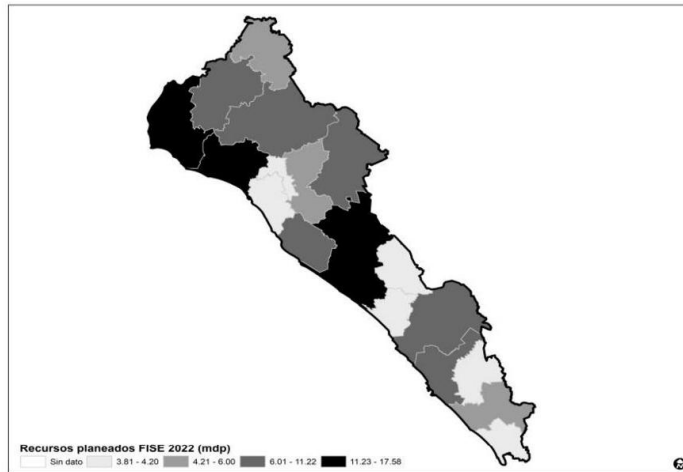 Recursos planeados FISE 2022 (mdp)
Sin dato 3.81 - 4.20 4.21 - 6.00 6.01 - 11.22 11.23 - 17.58